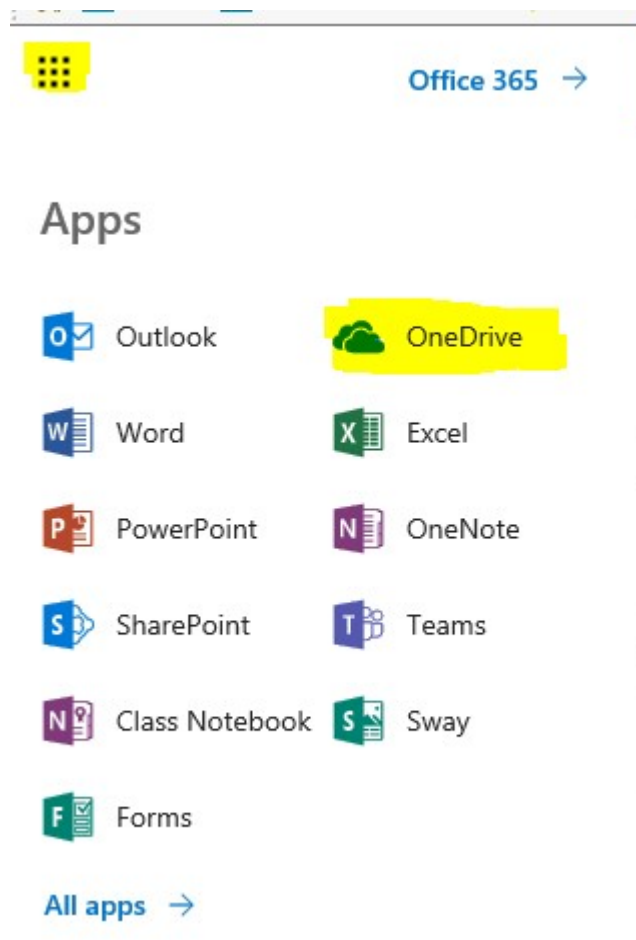 Office 365 →
Apps
Outlook OneDrive
Word Excel
PowerPoint OneNote
SharePoint Teams
Class Notebook Sway
Forms
All apps →